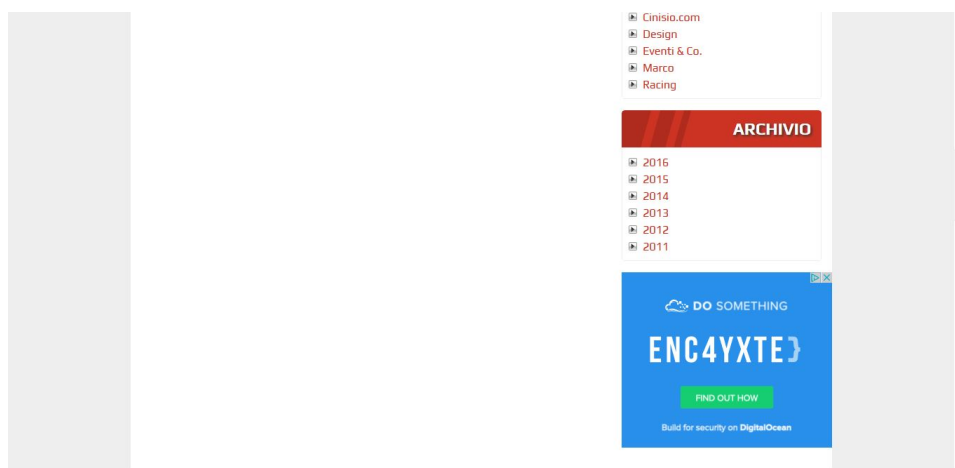 Cinisio.com
Design
Eventi & Co.
Marco
Racing
ARCHIVIO
2016
2015
2014
2013
2012
2011
DO SOMETHING
ENC4YXTE}
FIND OUT HOW
Build for security on DigitalOcean